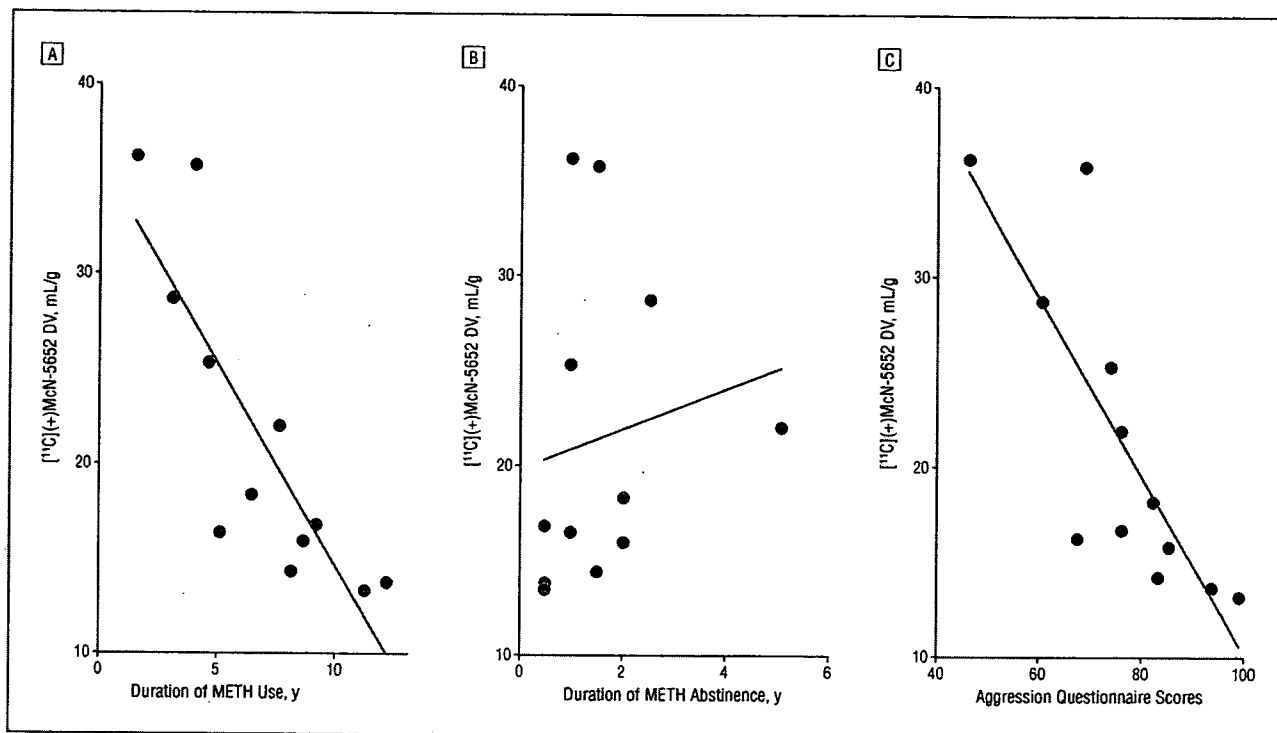 A
40
30
20
10
0
5
10
[¹¹C](+)McN-5652 DV, mL/g
Duration of METH Use, y
B
40
30
20
10
0
2
4
6
[¹¹C](+)McN-5652 DV, mL/g
Duration of METH Abstinence, y
C
40
30
20
10
40
60
80
100
[¹¹C](+)McN-5652 DV, mL/g
Aggression Questionnaire Scores